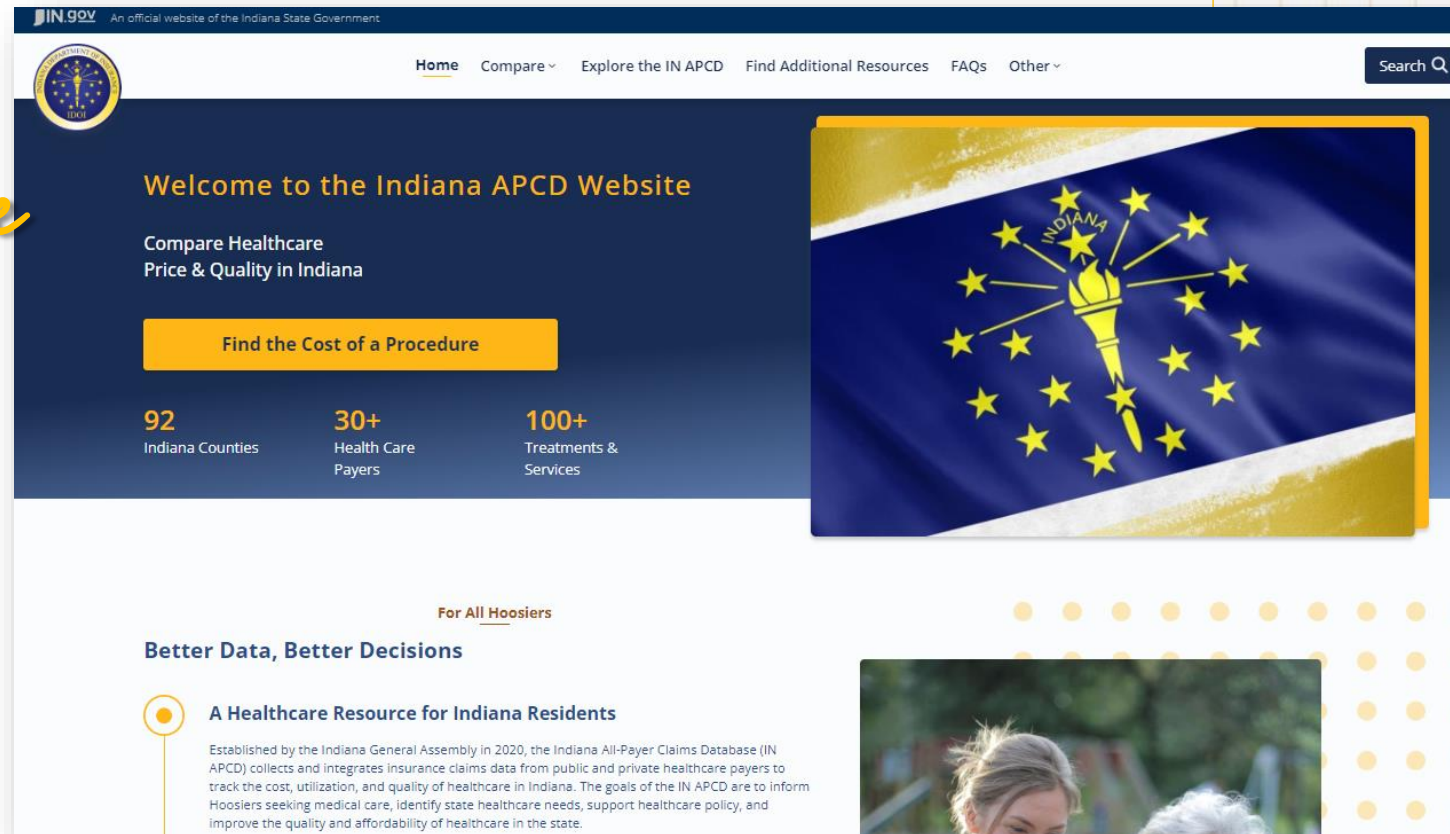 IN.gov An official website of the Indiana State Government
INDIANA DEPARTMENT OF INSURANCE
IDOI
Home Compare Explore the IN APCD Find Additional Resources FAQs Other
Search
Welcome to the Indiana APCD Website
Compare Healthcare
Price & Quality in Indiana
Find the Cost of a Procedure
92
Indiana Counties
30+
Health Care
Payers
100+
Treatments &
Services
INDIANA
For All Hoosiers
Better Data, Better Decisions
A Healthcare Resource for Indiana Residents
Established by the Indiana General Assembly in 2020, the Indiana All-Payer Claims Database (IN
APCD) collects and integrates insurance claims data from public and private healthcare payers to
track the cost, utilization, and quality of healthcare in Indiana. The goals of the IN APCD are to inform
Hoosiers seeking medical care, identify state healthcare needs, support healthcare policy, and
improve the quality and affordability of healthcare in the state.